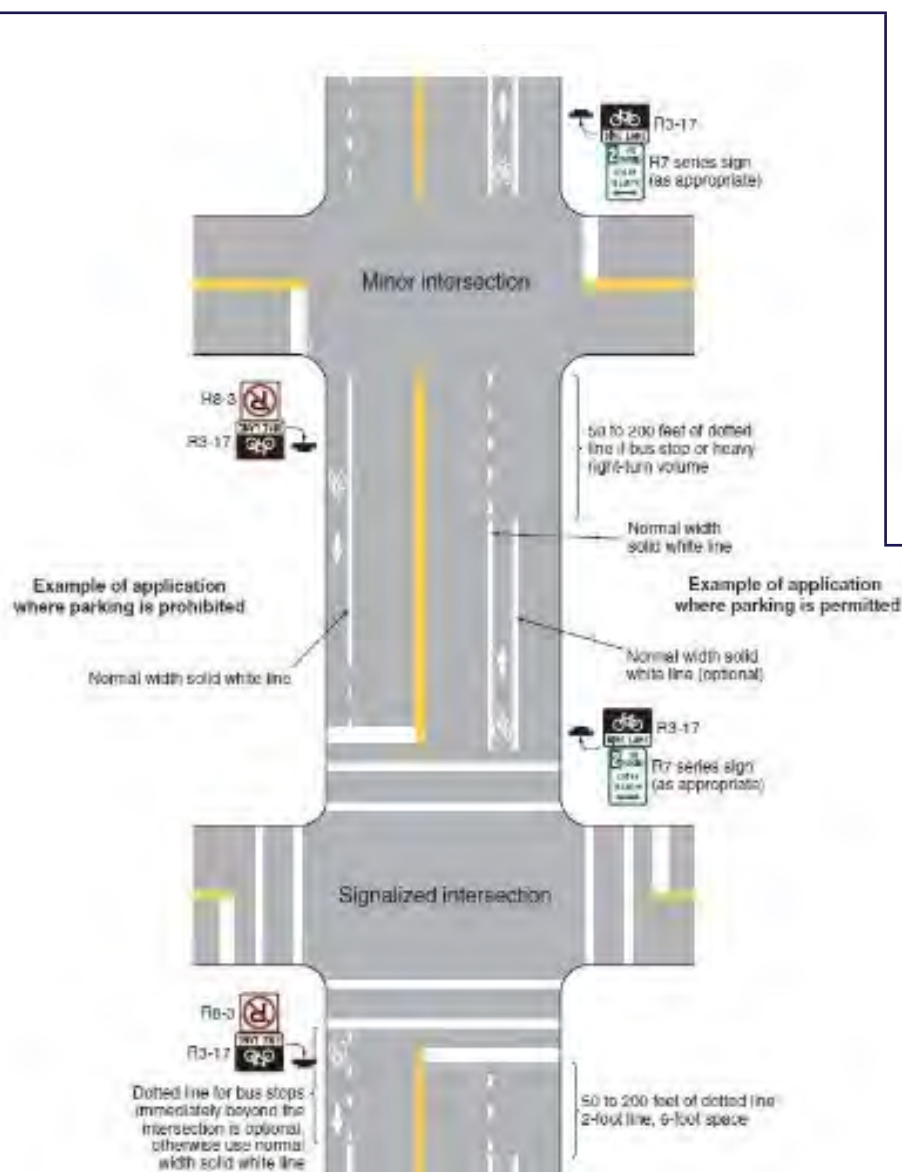 R3-17
R7 series sign
(as appropriate)
Minor intersection
R8-3
R3-17
50 to 200 feet of dotted
line if bus stop or heavy
right-turn volume
Normal width
solid white line
Example of application
where parking is prohibited
Example of application
where parking is permitted
Normal width solid white line
Normal width solid
white line (optional)
R3-17
R7 series sign
(as appropriate)
Signalized intersection
R8-3
R3-17
Dotted line for bus stops
immediately beyond the
intersection is optional,
otherwise use normal
width solid white line
50 to 200 feet of dotted line
2-foot line, 6-foot space